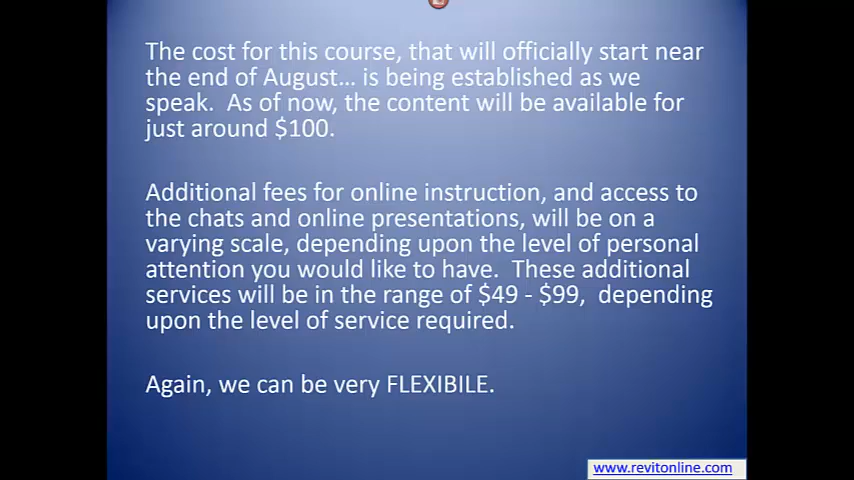 The cost for this course, that will officially start near
the end of August... is being established as we
speak.  As of now, the content will be available for
just around $100.
Additional fees for online instruction, and access to
the chats and online presentations, will be on a
varying scale, depending upon the level of personal
attention you would like to have.  These additional
services will be in the range of $49 - $99,  depending
upon the level of service required.
Again, we can be very FLEXIBILE.
www.revitonline.com